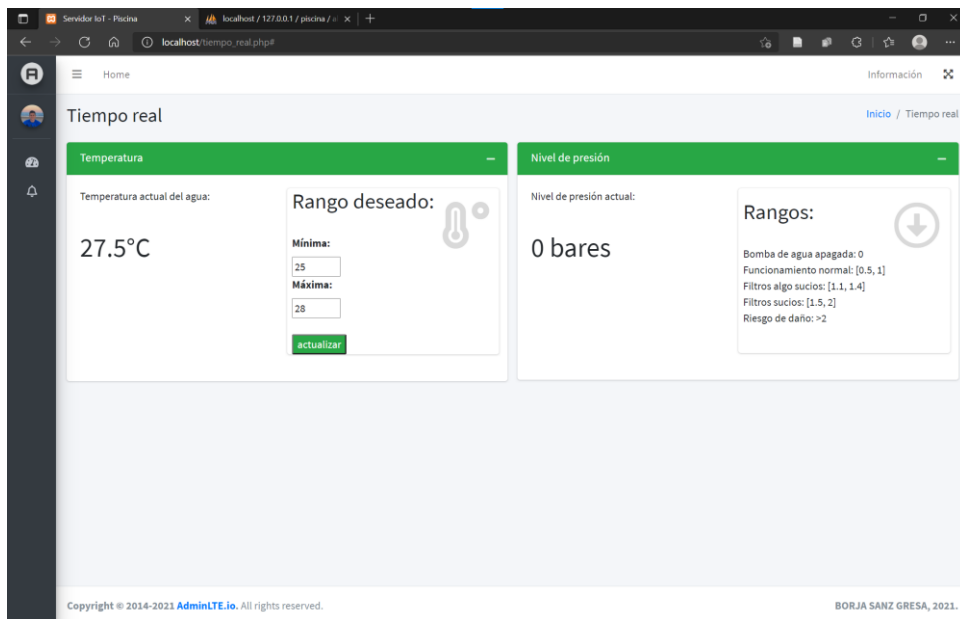 Servidor IoT - Piscina
localhost / 127.0.0.1 / piscina / al
localhost/tiempo_real.php#
Home
Información
Tiempo real
Inicio / Tiempo real
Temperatura
Temperatura actual del agua:
27.5°C
Rango deseado:
Mínima:
25
Máxima:
28
actualizar
Nivel de presión
Nivel de presión actual:
0 bares
Rangos:
Bomba de agua apagada: 0
Funcionamiento normal: [0.5, 1]
Filtros algo sucios: [1.1, 1.4]
Filtros sucios: [1.5, 2]
Riesgo de daño: >2
Copyright © 2014-2021 AdminLTE.io. All rights reserved.
BORJA SANZ GRESA, 2021.